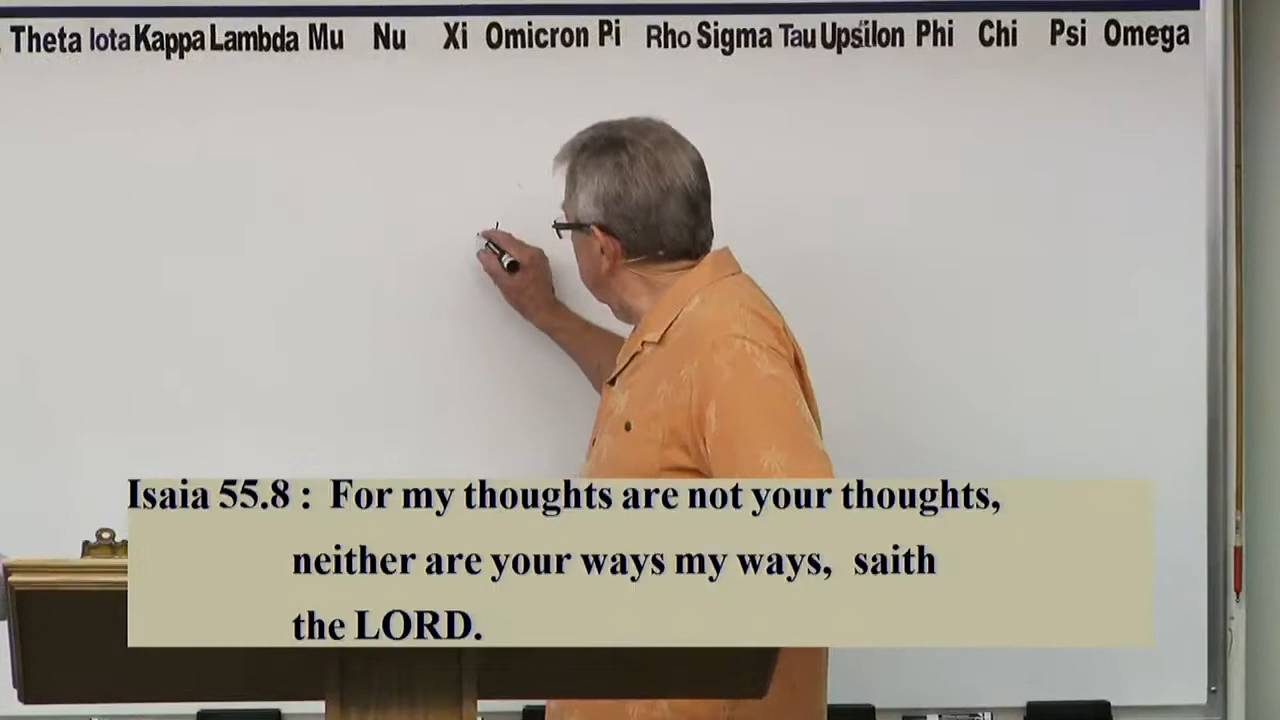 Theta Iota Kappa Lambda Mu Nu Xi Omicron Pi Rho Sigma Tau Upsilon Phi Chi Psi Omega
Isaia 55.8 : For my thoughts are not your thoughts,
neither are your ways my ways, saith
the LORD.